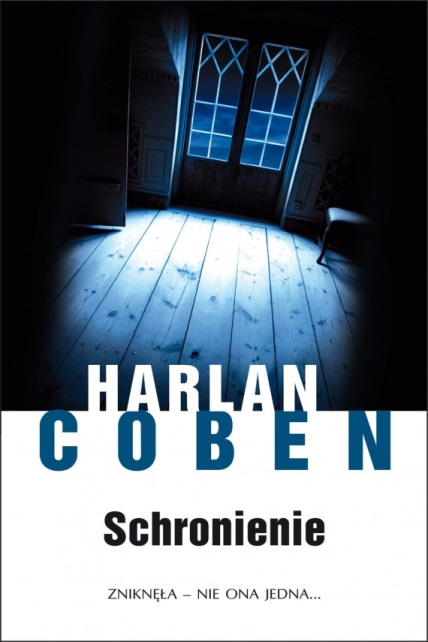 HARLAN
COBEN
Schronienie
ZNIKNĘŁA – NIE ONA JEDNA...